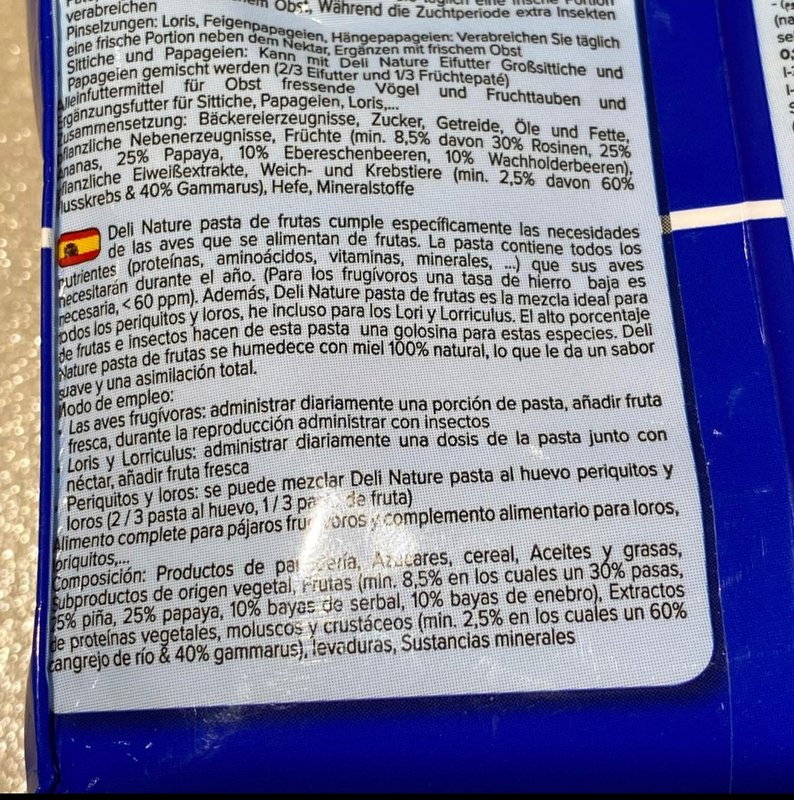 verabreichen
Obst, Während die Zuchtperiode extra Insekten
Pinselzungen: Loris, Feigenpapageien, Hängepapageien: Verabreichen Sie täglich
eine frische Portion neben dem Nektar, Ergänzen mit frischem Obst
Sittiche und Papageien: Kann mit Deli Nature Eifutter Großsittiche und
Papageien gemischt werden (2/3 Eifutter und 1/3 Früchtepaté)
Alleinfuttermittel für Obst fressende Vögel und Fruchttauben und
Ergänzungsfutter für Sittiche, Papageien, Loris,...
Zusammensetzung: Bäckereierzeugnisse, Zucker, Getreide, Öle und Fette,
pflanzliche Nebenerzeugnisse, Früchte (min. 8,5% davon 30% Rosinen, 25%
Ananas, 25% Papaya, 10% Ebereschenbeeren, 10% Wachholderbeeren),
pflanzliche Eiweißextrakte, Weich- und Krebstiere (min. 2,5% davon 60%
Flusskrebs & 40% Gammarus), Hefe, Mineralstoffe
Deli Nature pasta de frutas cumple específicamente las necesidades
de las aves que se alimentan de frutas. La pasta contiene todos los
nutrientes (proteínas, aminoácidos, vitaminas, minerales, ...) que sus aves
necesitarán durante el año. (Para los frugívoros una tasa de hierro baja es
necesaria, <60 ppm). Además, Deli Nature pasta de frutas es la mezcla ideal para
todos los periquitos y loros, he incluso para los Lori y Lorriculus. El alto porcentaje
de frutas e insectos hacen de esta pasta una golosina para estas especies. Deli
Nature pasta de frutas se humedece con miel 100% natural, lo que le da un sabor
suave y una asimilación total.
Modo de empleo:
- Las aves frugívoras: administrar diariamente una porción de pasta, añadir fruta
fresca, durante la reproducción administrar con insectos
- Loris y Lorriculus: administrar diariamente una dosis de la pasta junto con
néctar, añadir fruta fresca
- Periquitos y loros: se puede mezclar Deli Nature pasta al huevo periquitos y
loros (2/3 pasta al huevo, 1/3 de fruta)
Alimento complete para pájaros frugívoros y complemento alimentario para loros,
priquitos,...
Composición: Productos de panadería, Azúcares, cereal, Aceites y grasas,
Subproductos de origen vegetal, Frutas (min. 8,5% en los cuales un 30% pasas,
25% piña, 25% papaya, 10% bayas de serbal, 10% bayas de enebro), Extractos
de proteínas vegetales, moluscos y crustáceos (min. 2,5% en los cuales un 60%
cangrejo de río & 40% gammarus), levaduras, Sustancias minerales